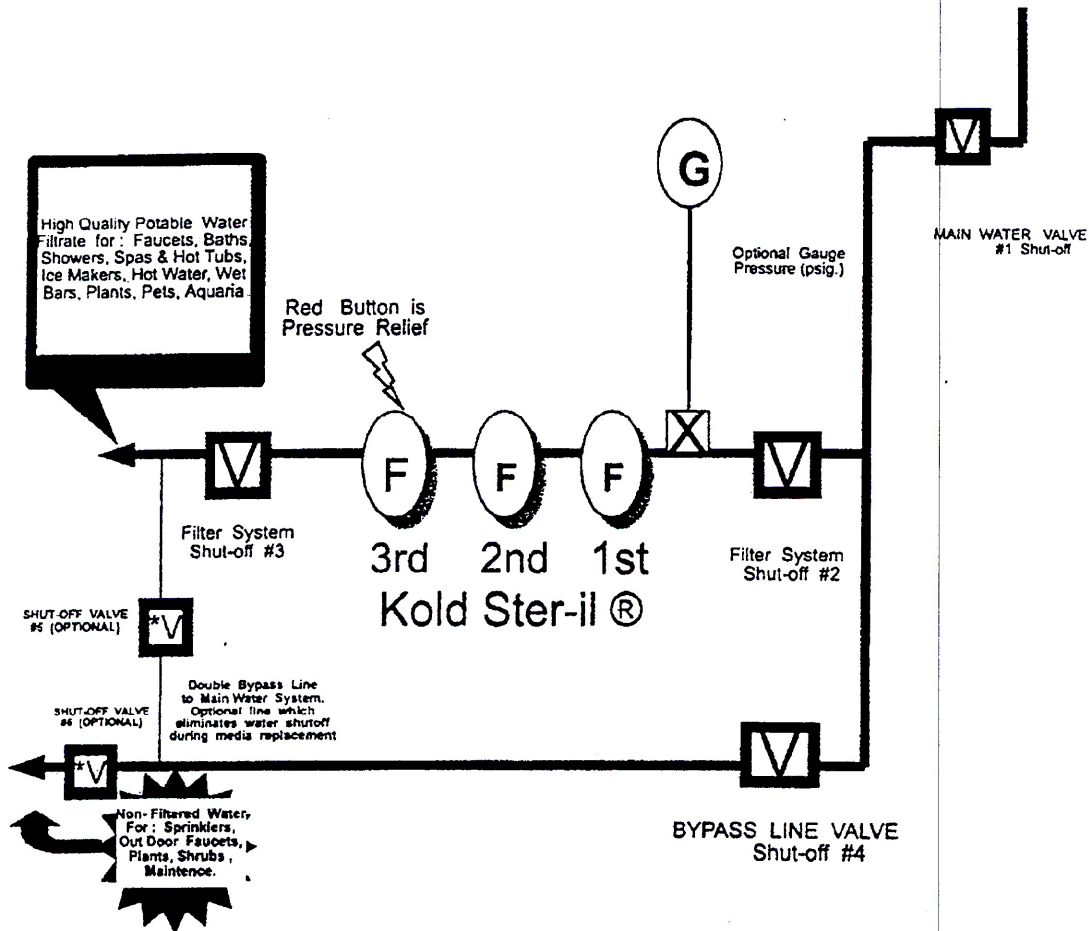 V
MAIN WATER VALVE
#1 Shut-off
G
Optional Gauge
Pressure (psig.)
High Quality Potable Water
Filtrate for : Faucets, Baths,
Showers, Spas & Hot Tubs,
Ice Makers, Hot Water, Wet
Bars, Plants, Pets, Aquaria
Red Button is
Pressure Relief
V
F
F
F
X
V
Filter System
Shut-off #3
3rd
2nd
1st
Filter System
Shut-off #2
Kold Ster-il ®
SHUT-OFF VALVE
#5 (OPTIONAL)
*V
Double Bypass Line
to Main Water System.
Optional line which
eliminates water shutoff
during media replacement
SHUT-OFF VALVE
#6 (OPTIONAL)
*V
V
Non-Filtered Water,
For : Sprinklers,
Out Door Faucets,
Plants, Shrubs ,
Maintence.
BYPASS LINE VALVE
Shut-off #4